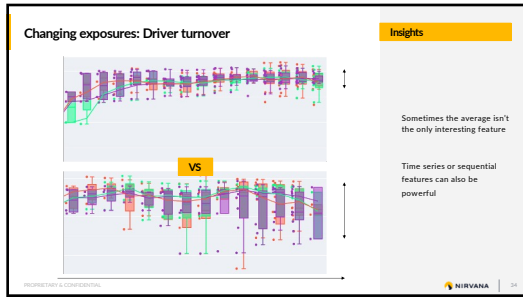 Changing exposures: Driver turnover
VS
Insights
Sometimes the average isn't
the only interesting feature
Time series or sequential
features can also be
powerful
PROPRIETARY & CONFIDENTIAL
NIRVANA
34